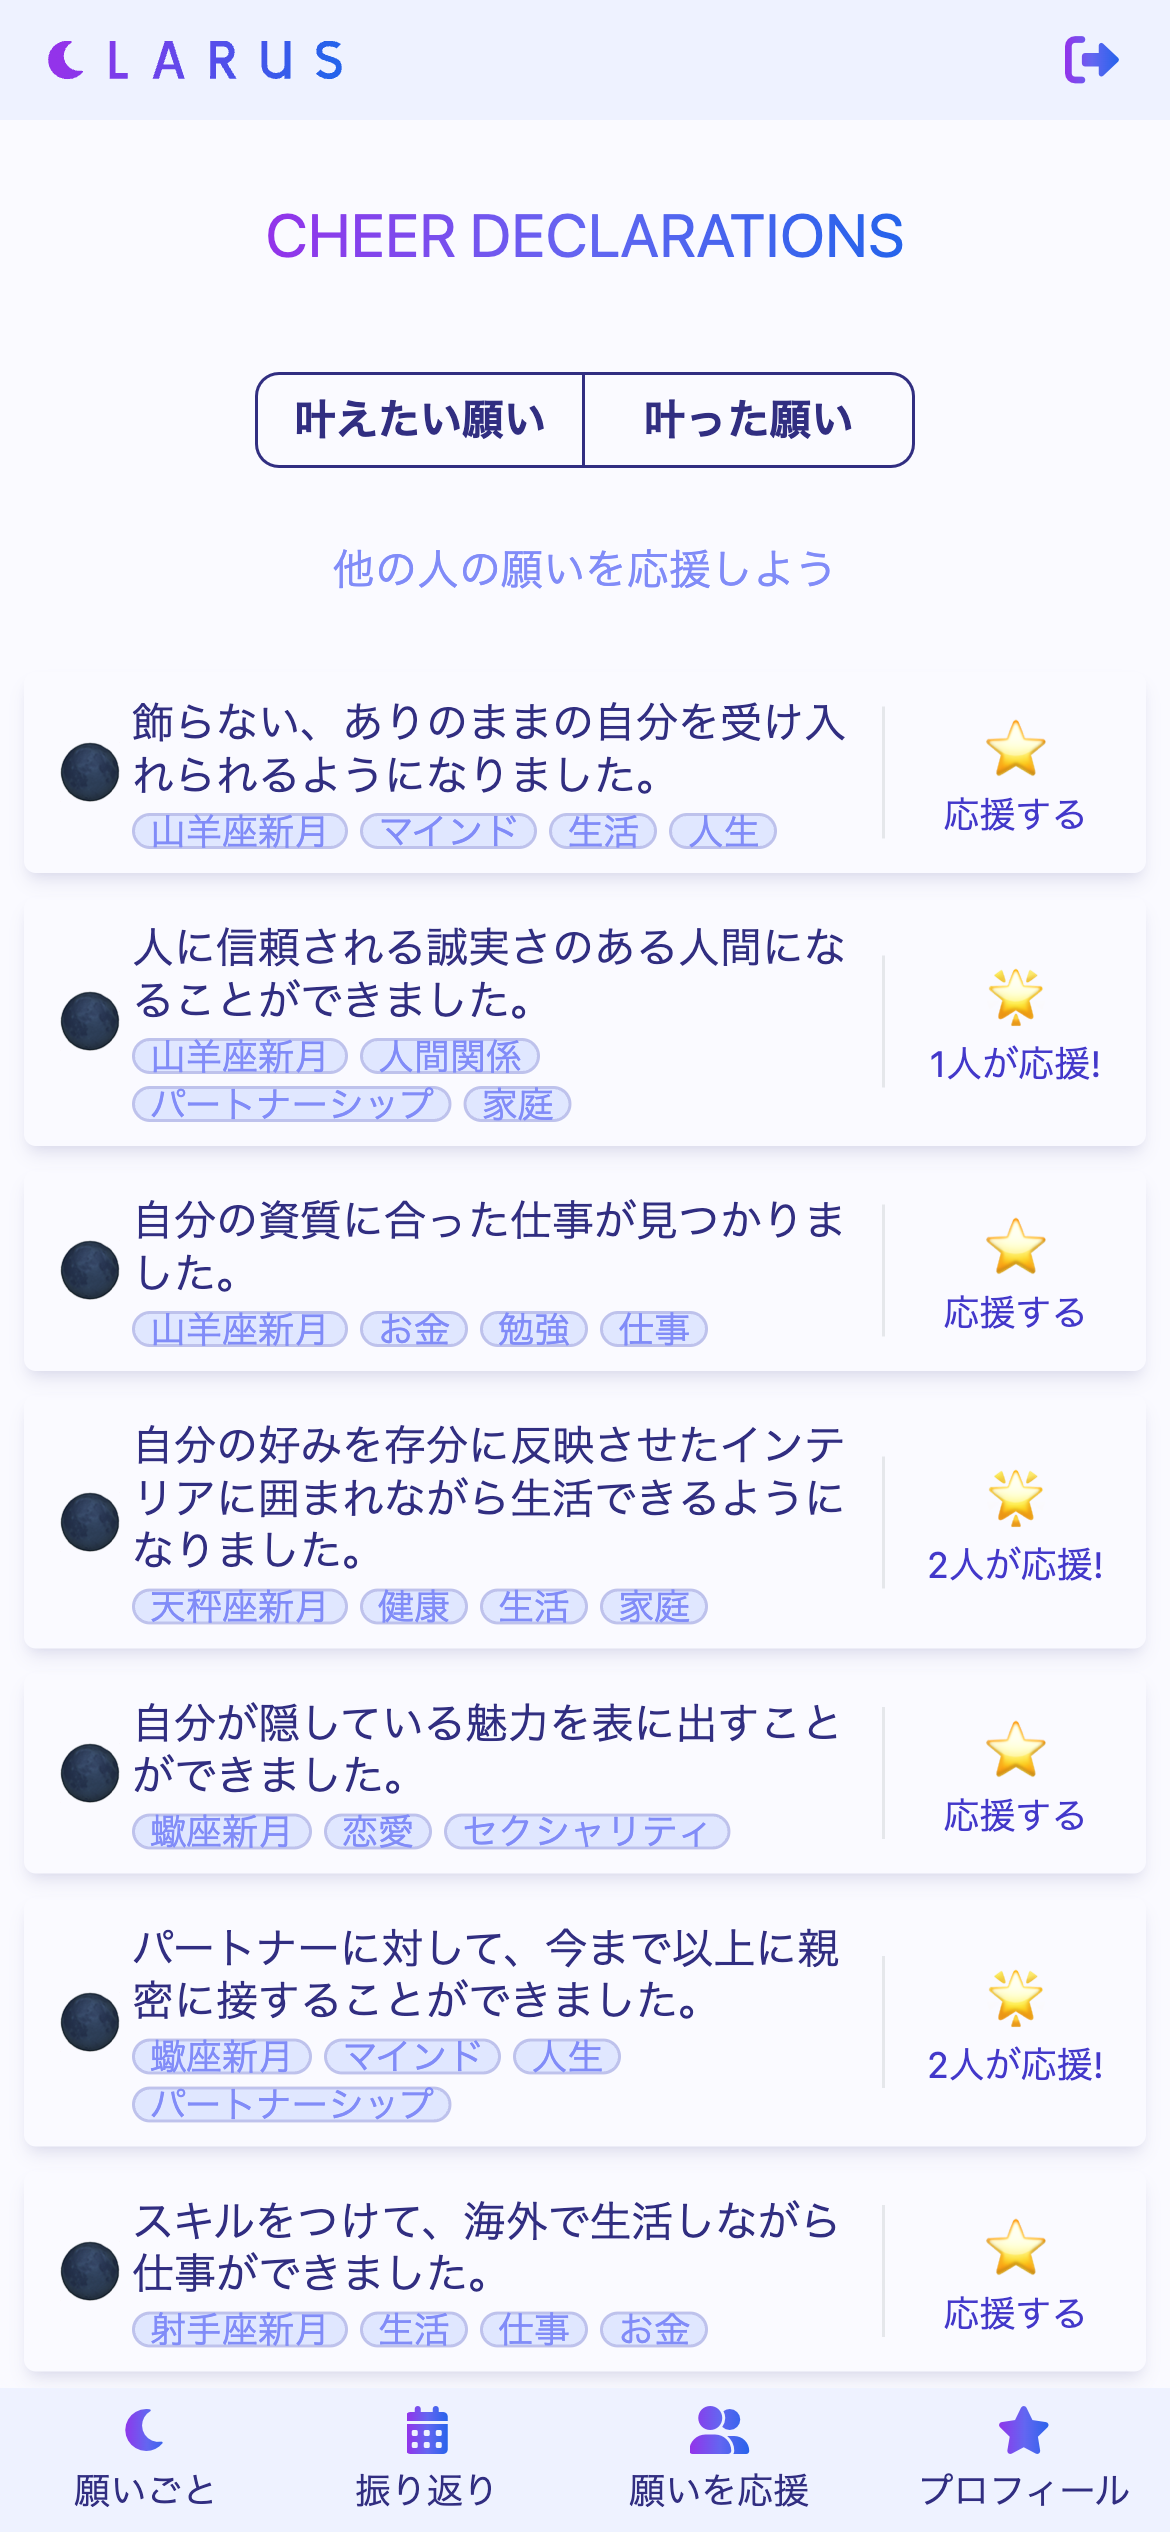 LARUS
CHEER DECLARATIONS
叶えたい願い
叶った願い
他の人の願いを応援しよう
飾らない、ありのままの自分を受け入
れられるようになりました。
山羊座新月 マインド 生活 人生
応援する
人に信頼される誠実さのある人間にな
ることができました。
山羊座新月 人間関係
パートナーシップ 家庭
1人が応援!
自分の資質に合った仕事が見つかりま
した。
山羊座新月 お金 勉強 仕事
応援する
自分の好みを存分に反映させたインテ
リアに囲まれながら生活できるように
なりました。
天秤座新月 健康 生活 家庭
2人が応援!
自分が隠している魅力を表に出すこと
ができました。
蠍座新月 恋愛 セクシャリティ
応援する
パートナーに対して、今まで以上に親
密に接することができました。
蠍座新月 マインド 人生
パートナーシップ
2人が応援!
スキルをつけて、海外で生活しながら
仕事ができました。
射手座新月 生活 仕事 お金
応援する
願いごと
振り返り
願いを応援
プロフィール